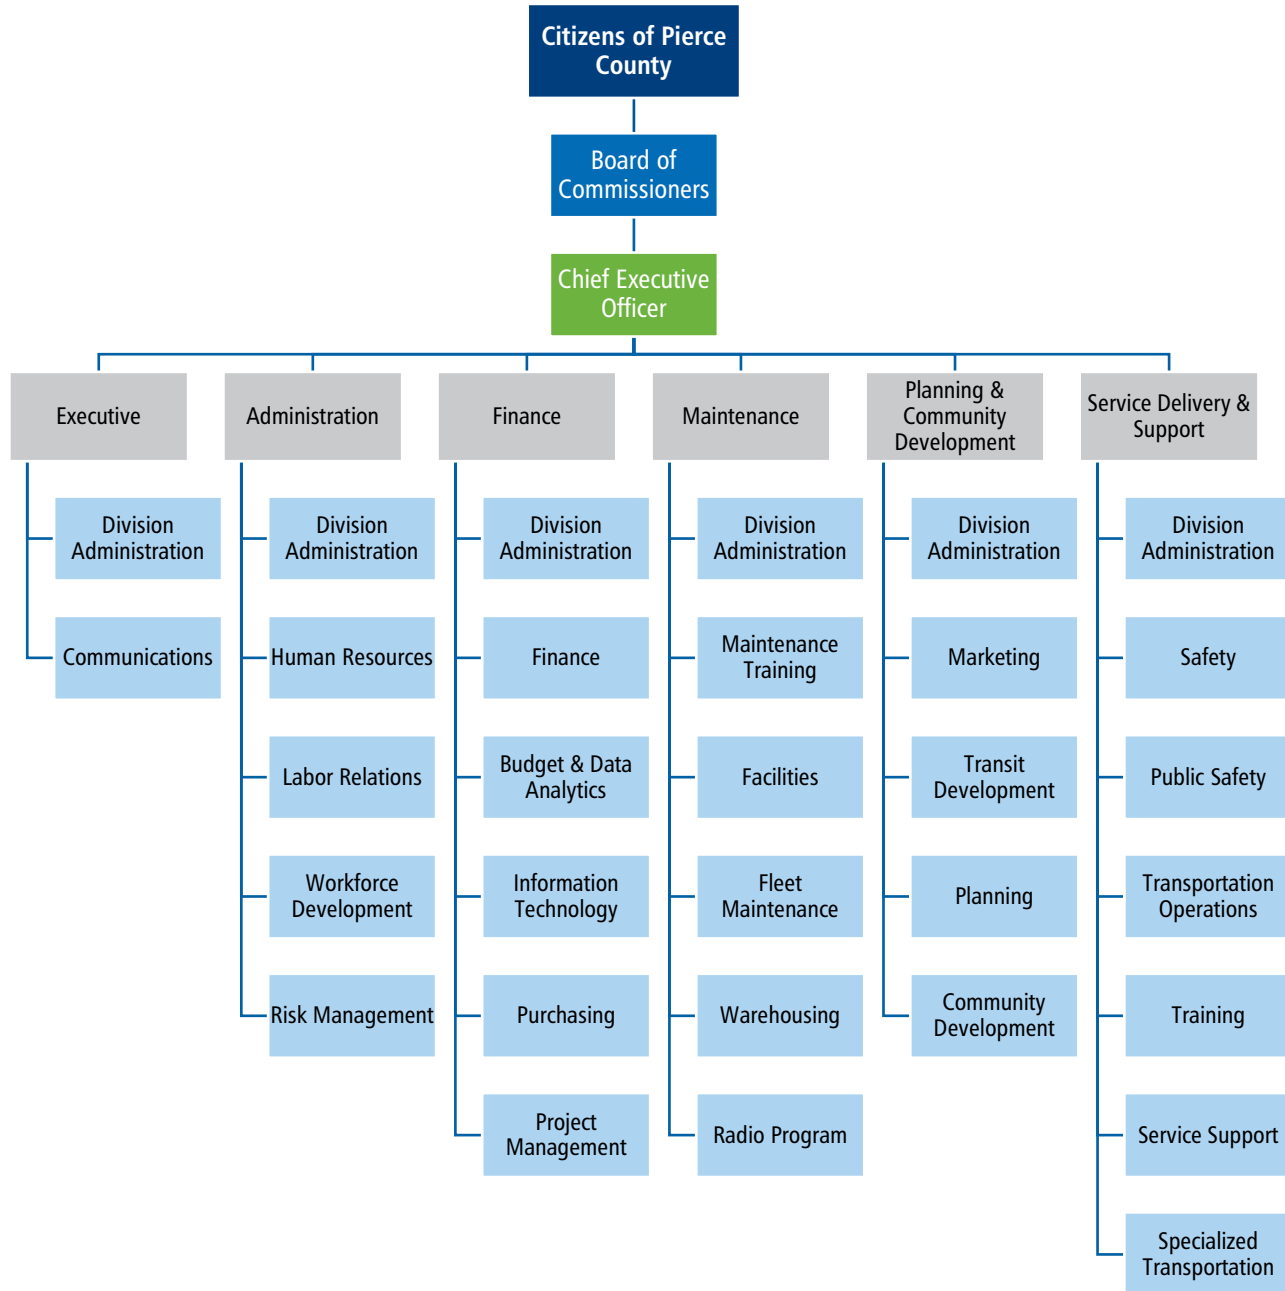 Citizens of Pierce
County
Board of
Commissioners
Chief Executive
Officer
Executive
Administration
Finance
Maintenance
Planning &
Community
Development
Service Delivery &
Support
Division
Administration
Communications
Division
Administration
Human Resources
Labor Relations
Workforce
Development
Risk Management
Division
Administration
Finance
Budget & Data
Analytics
Information
Technology
Purchasing
Project
Management
Division
Administration
Maintenance
Training
Facilities
Fleet
Maintenance
Warehousing
Radio Program
Division
Administration
Marketing
Transit
Development
Planning
Community
Development
Division
Administration
Safety
Public Safety
Transportation
Operations
Training
Service Support
Specialized
Transportation